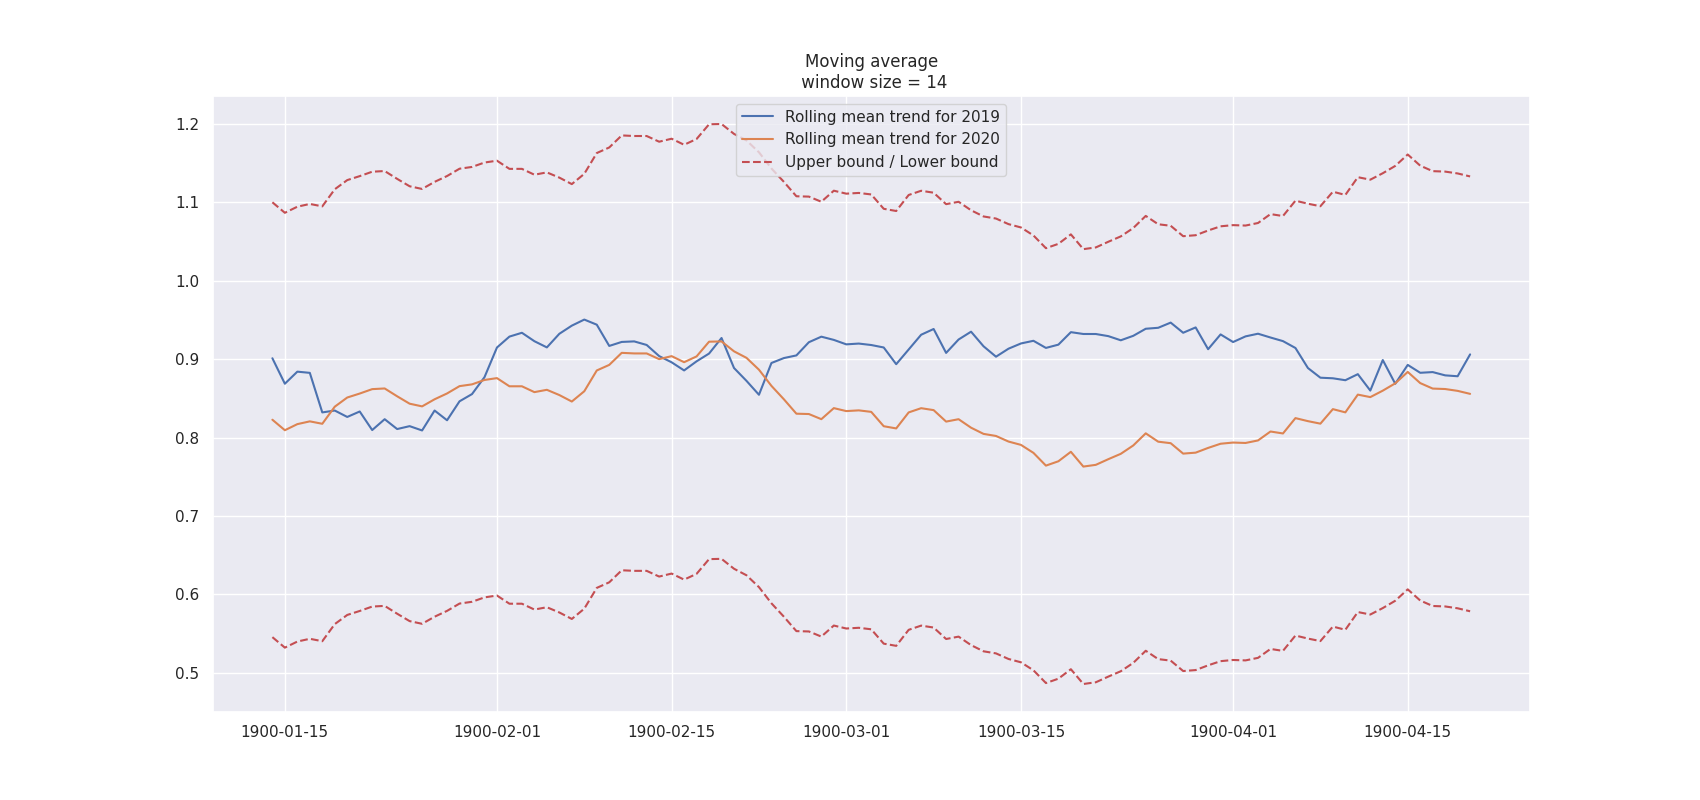 Moving average
window size = 14
Rolling mean trend for 2019
Rolling mean trend for 2020
Upper bound / Lower bound
1.2
1.1
1.0
0.9
0.8
0.7
0.6
0.5
1900-01-15 1900-02-01 1900-02-15 1900-03-01 1900-03-15 1900-04-01 1900-04-15